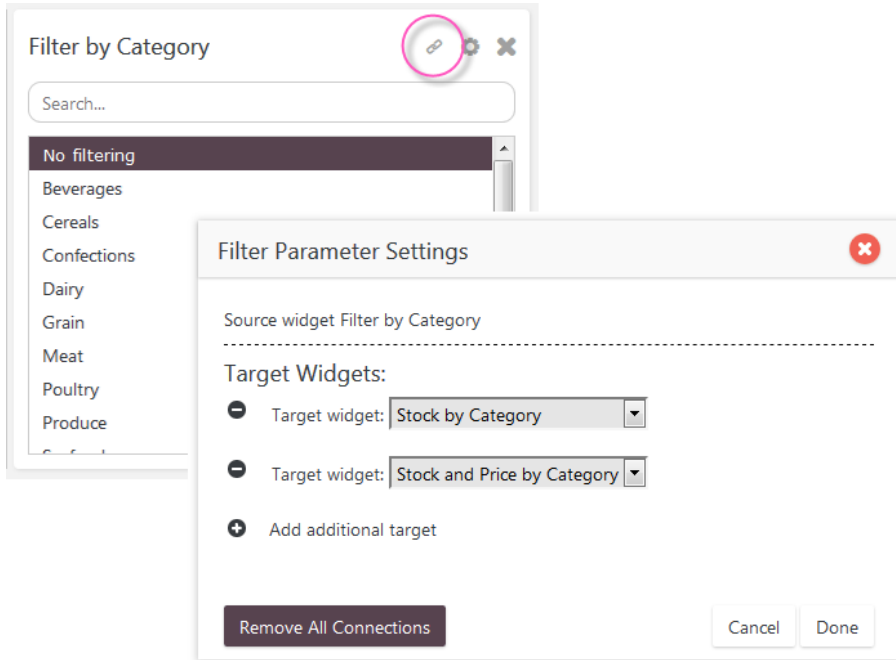 Filter by Category
Search...
No filtering
Beverages
Cereals
Confections
Dairy
Grain
Meat
Poultry
Produce
Filter Parameter Settings
Source widget Filter by Category
Target Widgets:
Target widget: Stock by Category
Target widget: Stock and Price by Category
Add additional target
Remove All Connections Cancel Done